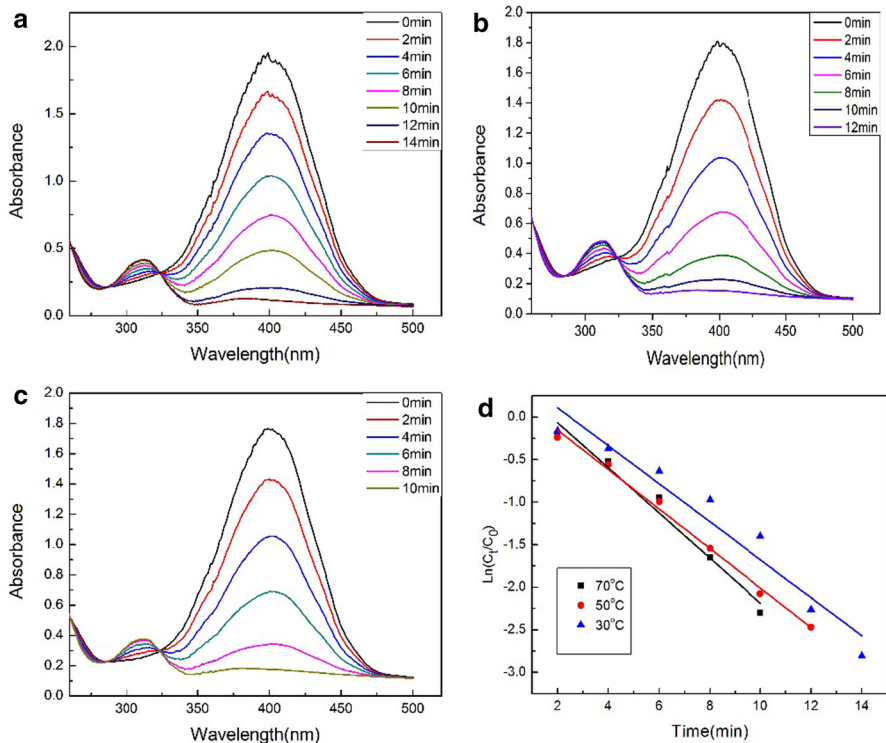 a
2.0
1.5
1.0
0.5
0.0
Absorbance
300 350 400 450 500
Wavelength(nm)
0min
2min
4min
6min
8min
10min
12min
14min
b
2.0
1.8
1.6
1.4
1.2
1.0
0.8
0.6
0.4
0.2
0.0
Absorbance
300 350 400 450 500
Wavelength(nm)
0min
2min
4min
6min
8min
10min
12min
c
2.0
1.8
1.6
1.4
1.2
1.0
0.8
0.6
0.4
0.2
0.0
Absorbance
300 350 400 450 500
Wavelength(nm)
0min
2min
4min
6min
8min
10min
d
0.0
-0.5
-1.0
-1.5
-2.0
-2.5
-3.0
Ln(Ct/C0)
70°C
50°C
30°C
2 4 6 8 10 12 14
Time(min)